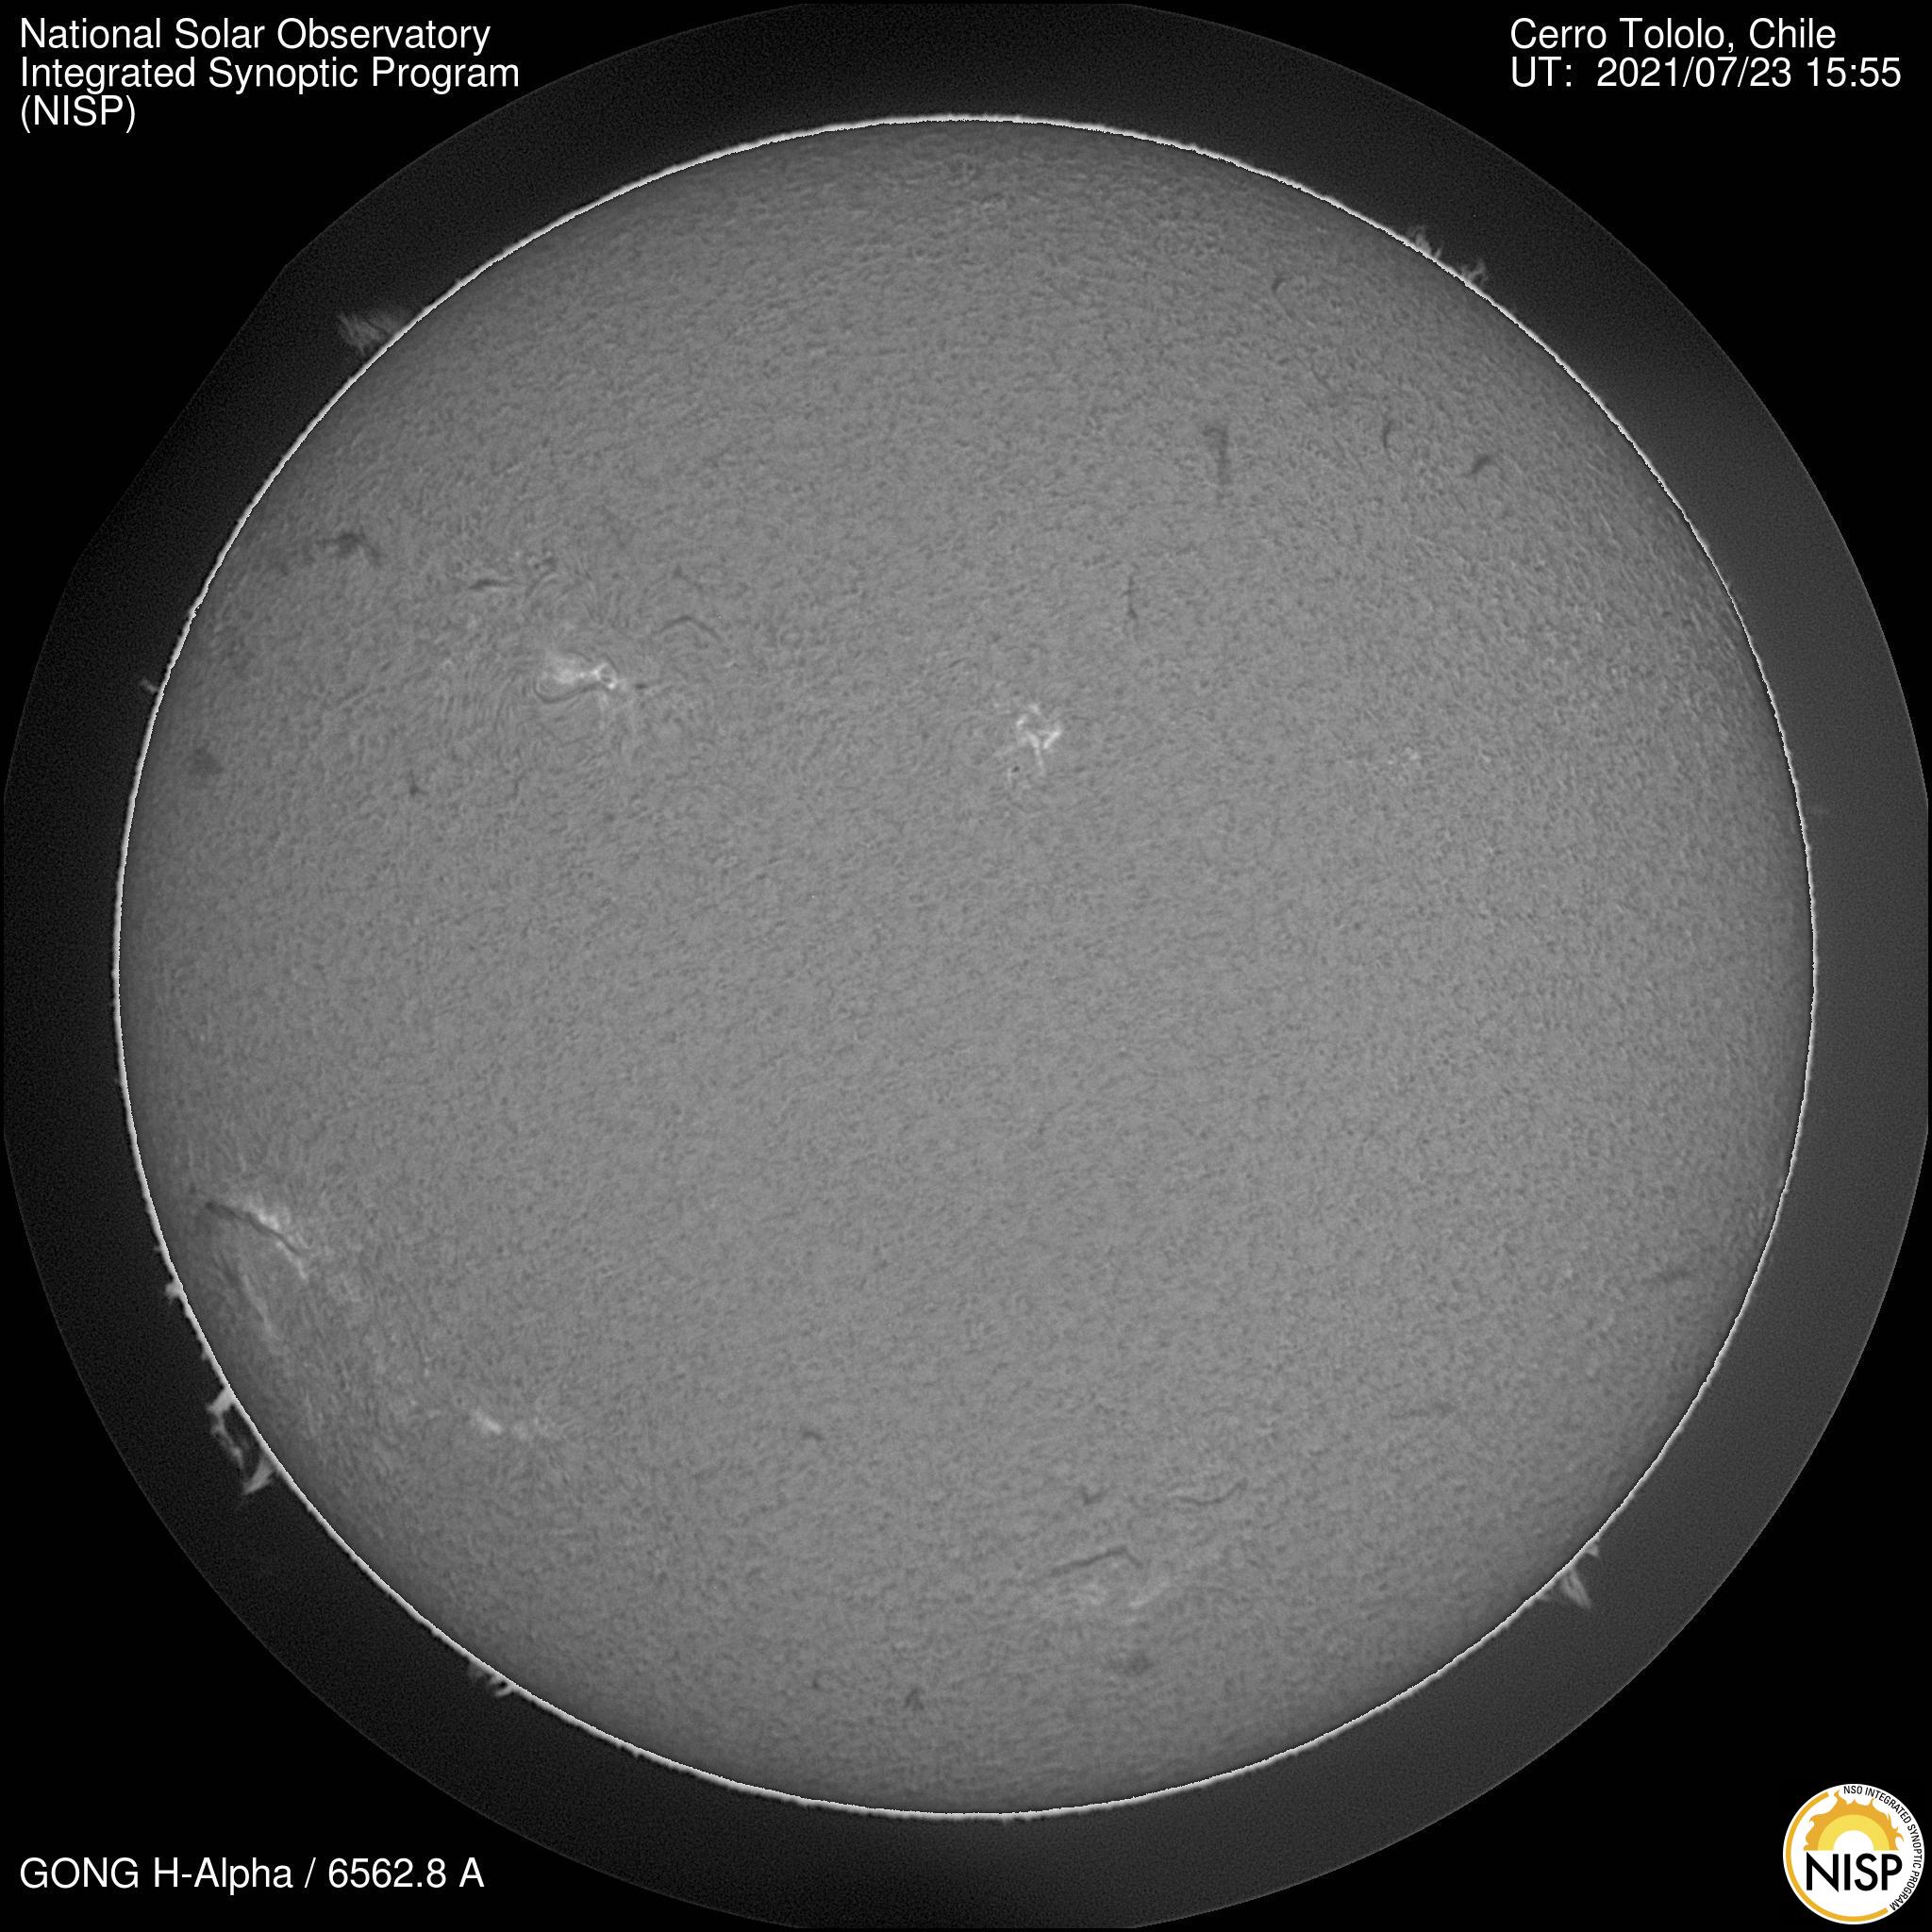 National Solar Observatory
Integrated Synoptic Program
(NISP)
Cerro Tololo, Chile
UT: 2021/07/23 15:55
GONG H-Alpha / 6562.8 A
NSO INTEGRATED SYNOPTIC PROGRAM
NISP